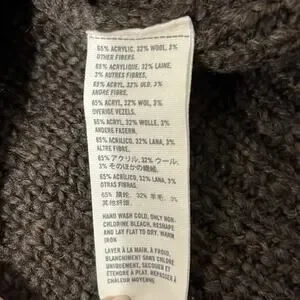 65% ACRYLIC, 32% WOOL, 3%
OTHER FIBRES.
65% ACRYLIQUE, 32% LAINE,
3% AUTRES FIBRES.
65% ACRYL, 32% ULD, 3%
ANDRE FIBRE.
65% ACRYL, 32% WOL, 3%
OVERIGE VEZELS.
65% ACRYL, 32% WOLLE, 3%
ANDERE FASERN.
65% ACRILICO, 32% LANA, 3%
ALTRE FIBRE.
65% アクリル, 32% ウール,
3% そのほかの繊維.
65% ACRÍLICO, 32% LANA, 3%
OTRAS FIBRAS.
65% 腈纶, 32% 羊毛, 3%
其他纤维.
HAND WASH COLD, ONLY NON-
CHLORINE BLEACH, RESHAPE
AND LAY FLAT TO DRY. WARM
IRON
LAVER À LA MAIN, À FROID
BLANCHIMENT SANS CHLORE
UNIQUEMENT, SECOUER ET
ÉTENDRE À PLAT. REPASSER À
CHALEUR MOYENNE.